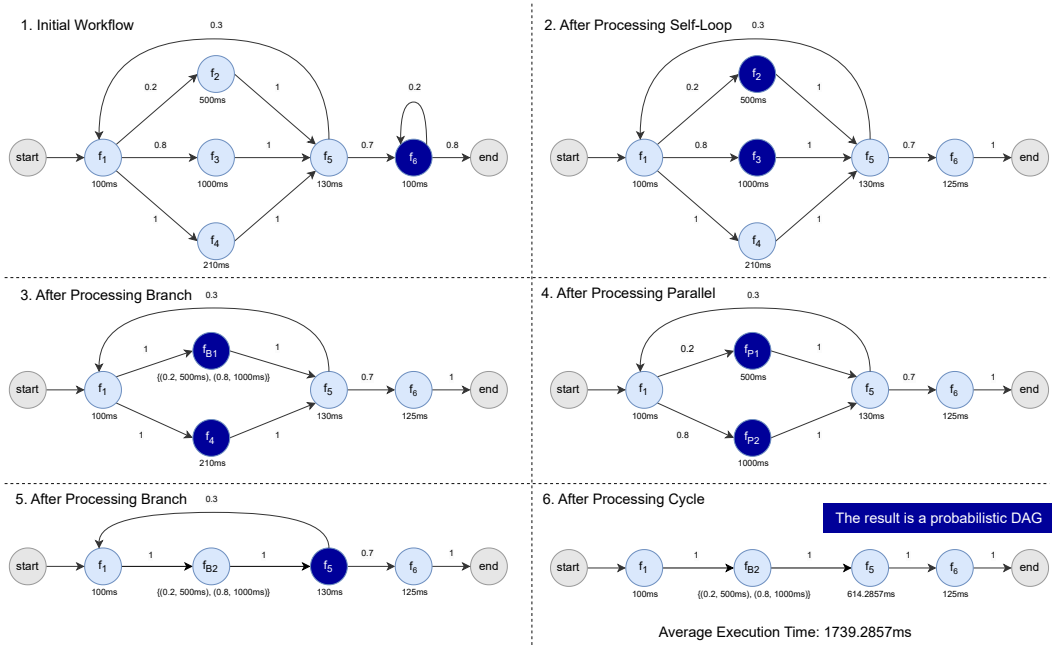 1. Initial Workflow
0.3
f2
500ms
0.2
1
0.2
start
f1
100ms
0.8
f3
1000ms
1
f5
130ms
0.7
f6
100ms
0.8
end
1
1
f4
210ms
2. After Processing Self-Loop
0.3
f2
500ms
0.2
1
start
f1
100ms
0.8
f3
1000ms
1
f5
130ms
0.7
f6
125ms
1
end
1
1
f4
210ms
3. After Processing Branch
0.3
1
fB1
{(0.2, 500ms), (0.8, 1000ms)}
1
start
f1
100ms
f5
130ms
0.7
f6
125ms
1
end
1
f4
210ms
1
4. After Processing Parallel
0.3
0.2
fP1
500ms
1
start
f1
100ms
f5
130ms
0.7
f6
125ms
1
end
0.8
fP2
1000ms
1
5. After Processing Branch
0.3
start
f1
100ms
1
fB2
{(0.2, 500ms), (0.8, 1000ms)}
1
f5
130ms
0.7
f6
125ms
1
end
6. After Processing Cycle
The result is a probabilistic DAG
start
f1
100ms
1
fB2
{(0.2, 500ms), (0.8, 1000ms)}
1
f5
614.2857ms
1
f6
125ms
1
end
Average Execution Time: 1739.2857ms